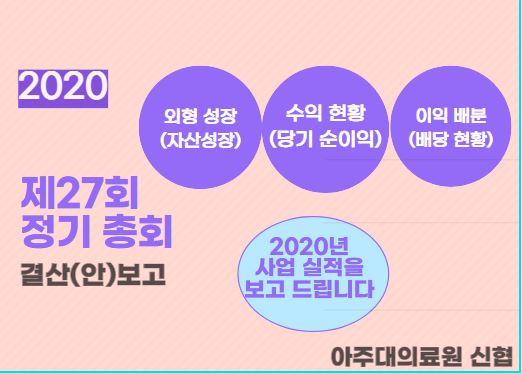 2020
외형 성장
(자산성장)
수익 현황
(당기 순이익)
이익 배분
(배당 현황)
제27회
정기 총회
결산(안)보고
2020년
사업 실적을
보고 드립니다
아주대의료원 신협